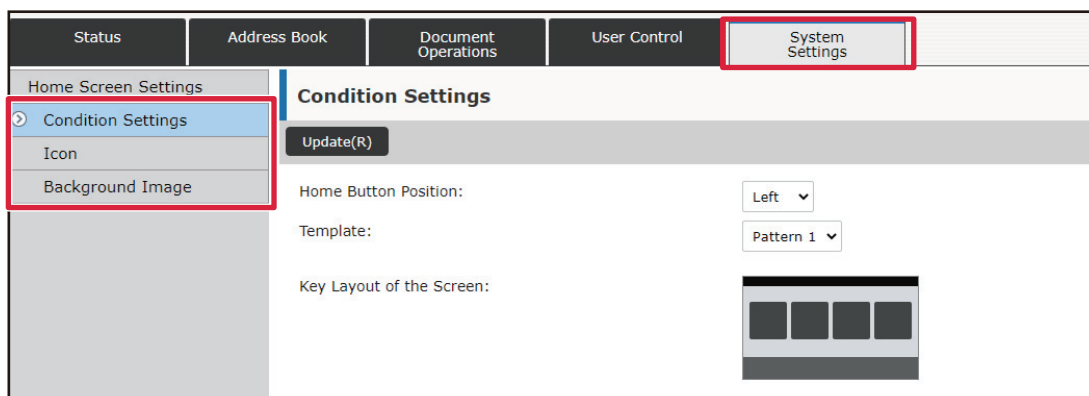 Status
Address Book
Document
Operations
User Control
System
Settings
Home Screen Settings
Condition Settings
Icon
Background Image
Condition Settings
Update(R)
Home Button Position:
Left
Template:
Pattern 1
Key Layout of the Screen: